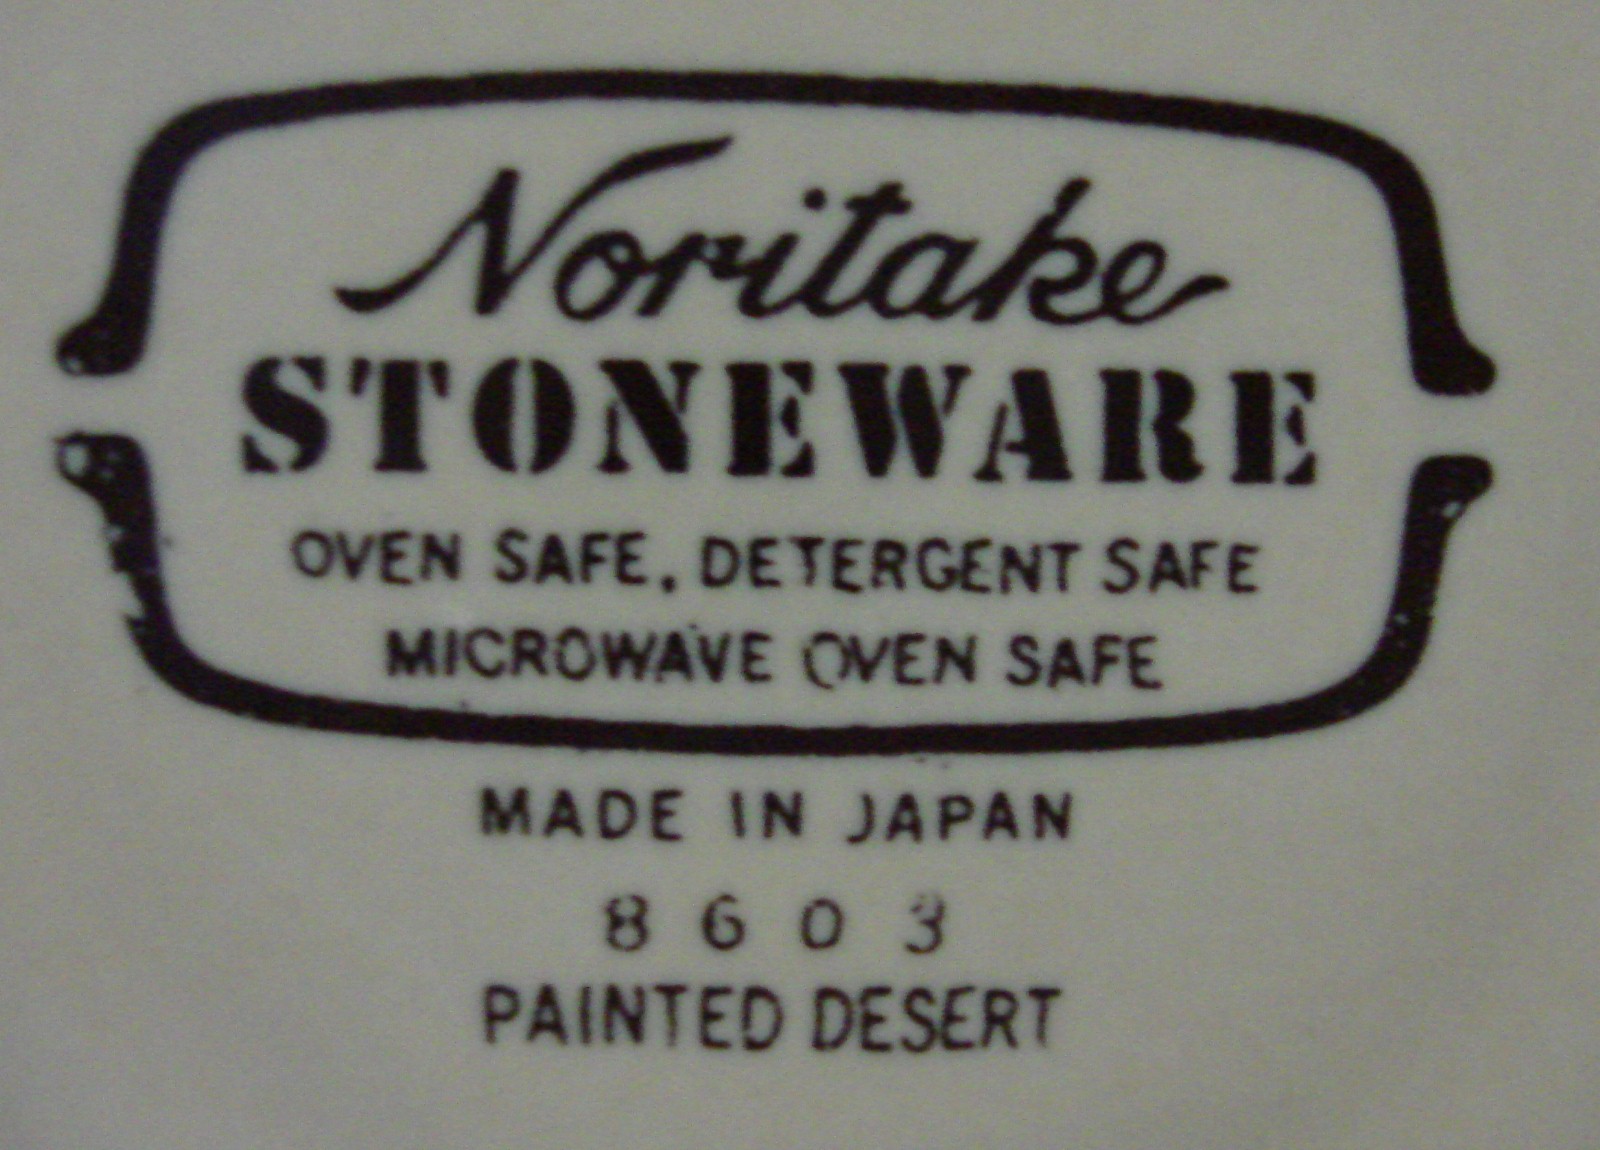 Noritake
STONEWARE
OVEN SAFE, DETERGENT SAFE
MICROWAVE OVEN SAFE
MADE IN JAPAN
8603
PAINTED DESERT